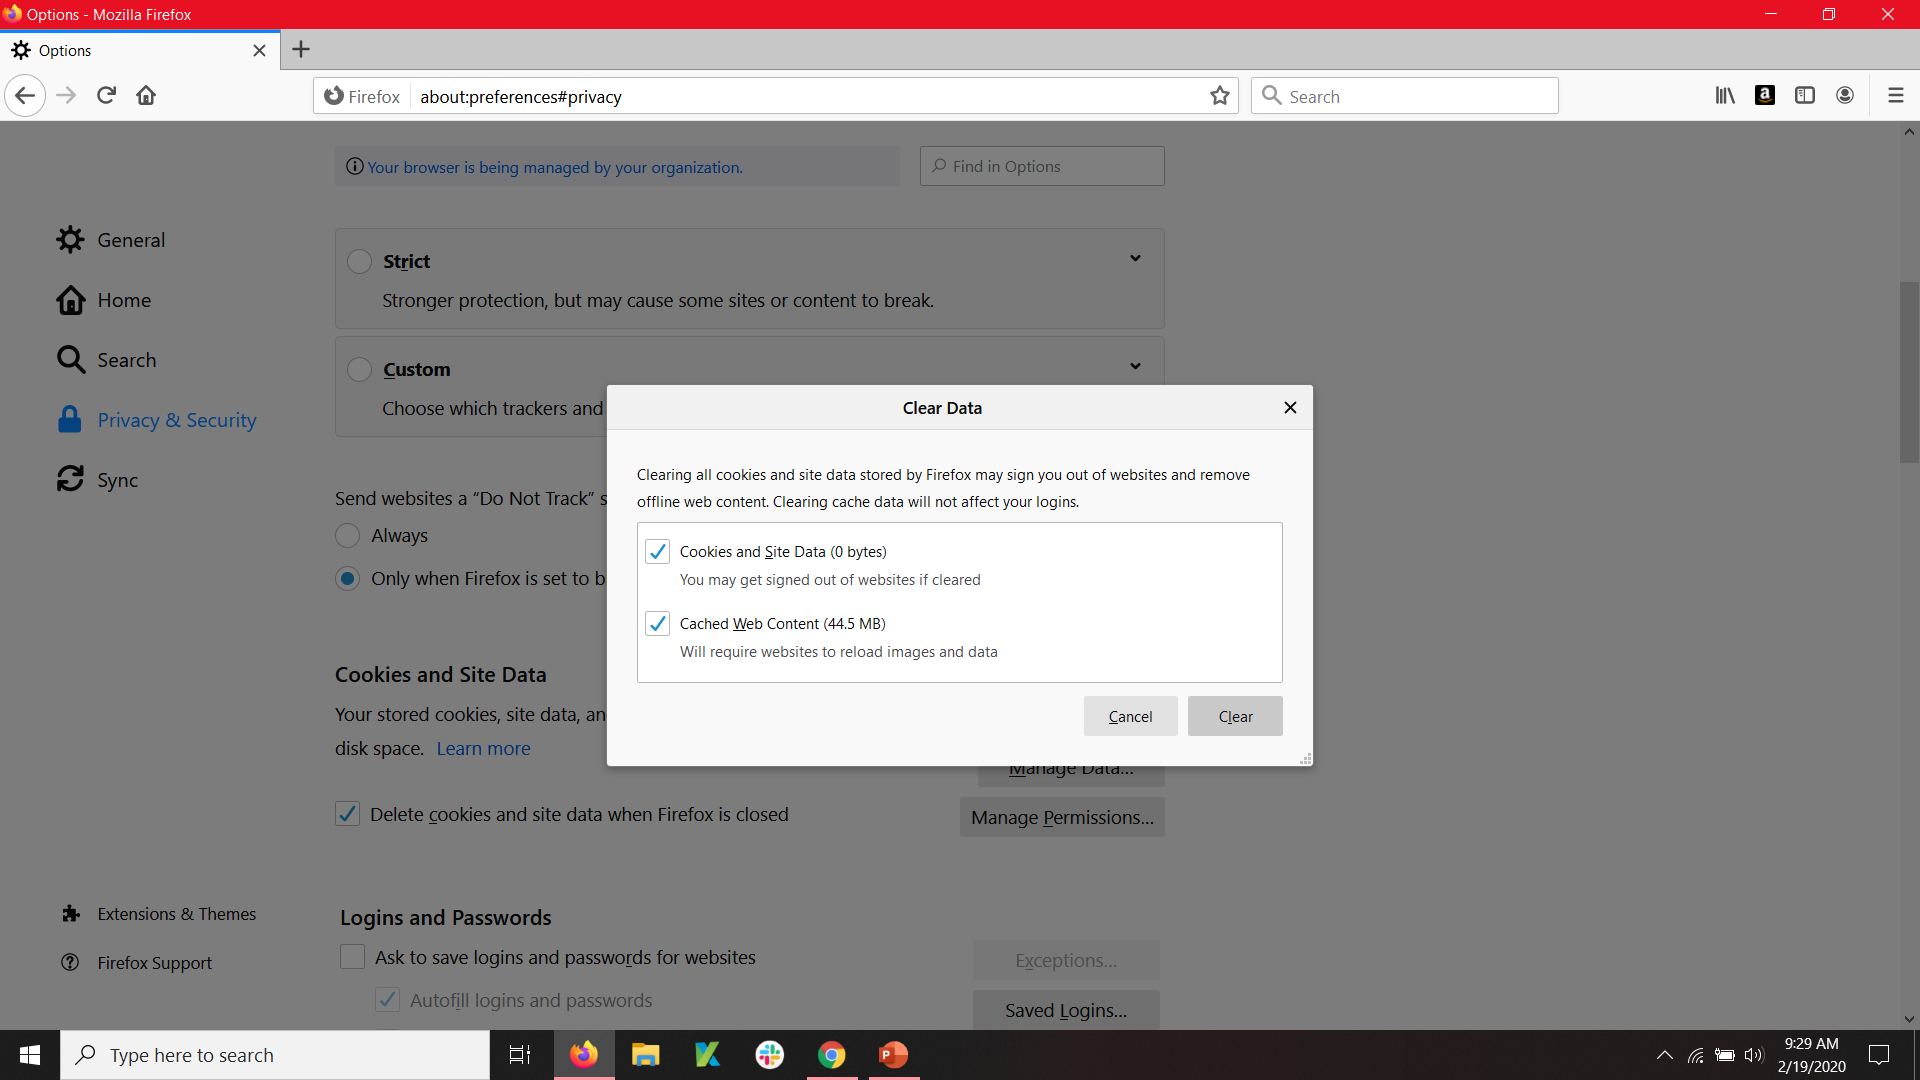 Options - Mozilla Firefox
Options
Firefox
about:preferences#privacy
Search
Your browser is being managed by your organization.
Find in Options
General
Home
Search
Privacy & Security
Sync
Extensions & Themes
Firefox Support
Strict
Stronger protection, but may cause some sites or content to break.
Custom
Choose which trackers and
Send websites a “Do Not Track” s
Always
Only when Firefox is set to b
Cookies and Site Data
Your stored cookies, site data, an
disk space. Learn more
Manage Data...
Delete cookies and site data when Firefox is closed
Manage Permissions...
Logins and Passwords
Ask to save logins and passwords for websites
Exceptions...
Autofill logins and passwords
Saved Logins...
Clear Data
Clearing all cookies and site data stored by Firefox may sign you out of websites and remove
offline web content. Clearing cache data will not affect your logins.
Cookies and Site Data (0 bytes)
You may get signed out of websites if cleared
Cached Web Content (44.5 MB)
Will require websites to reload images and data
Cancel
Clear
Type here to search
9:29 AM
2/19/2020